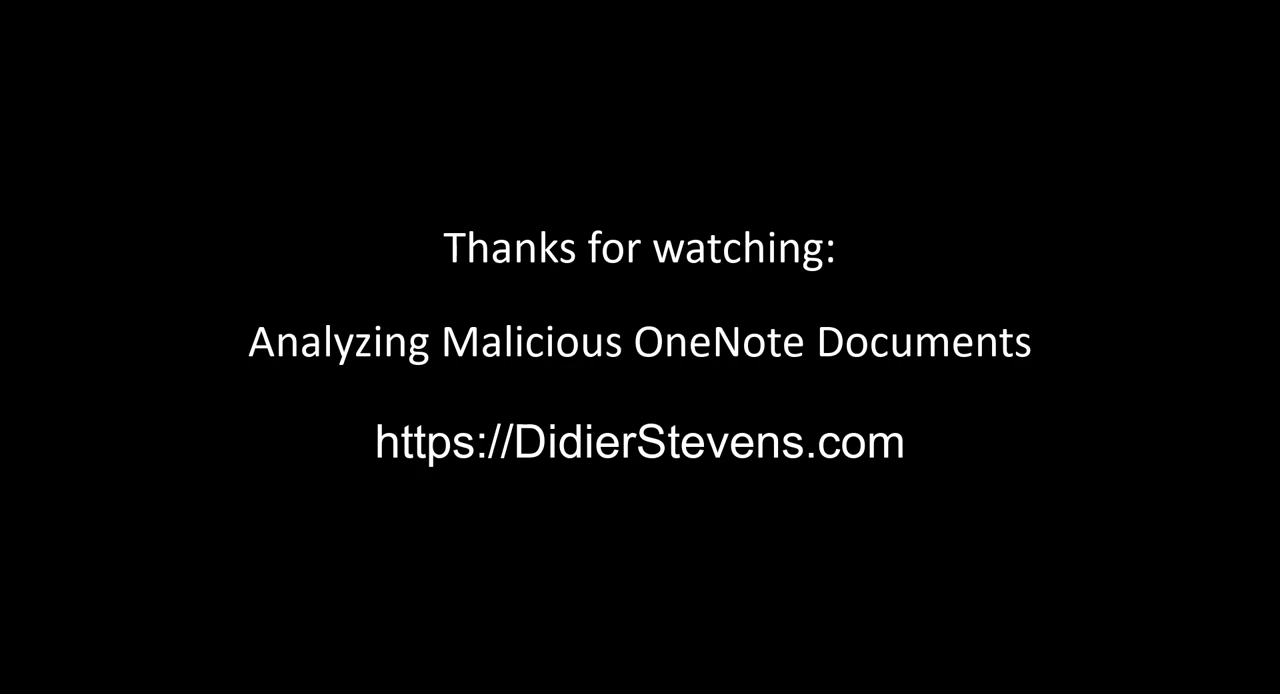 Thanks for watching:
Analyzing Malicious OneNote Documents
https://DidierStevens.com